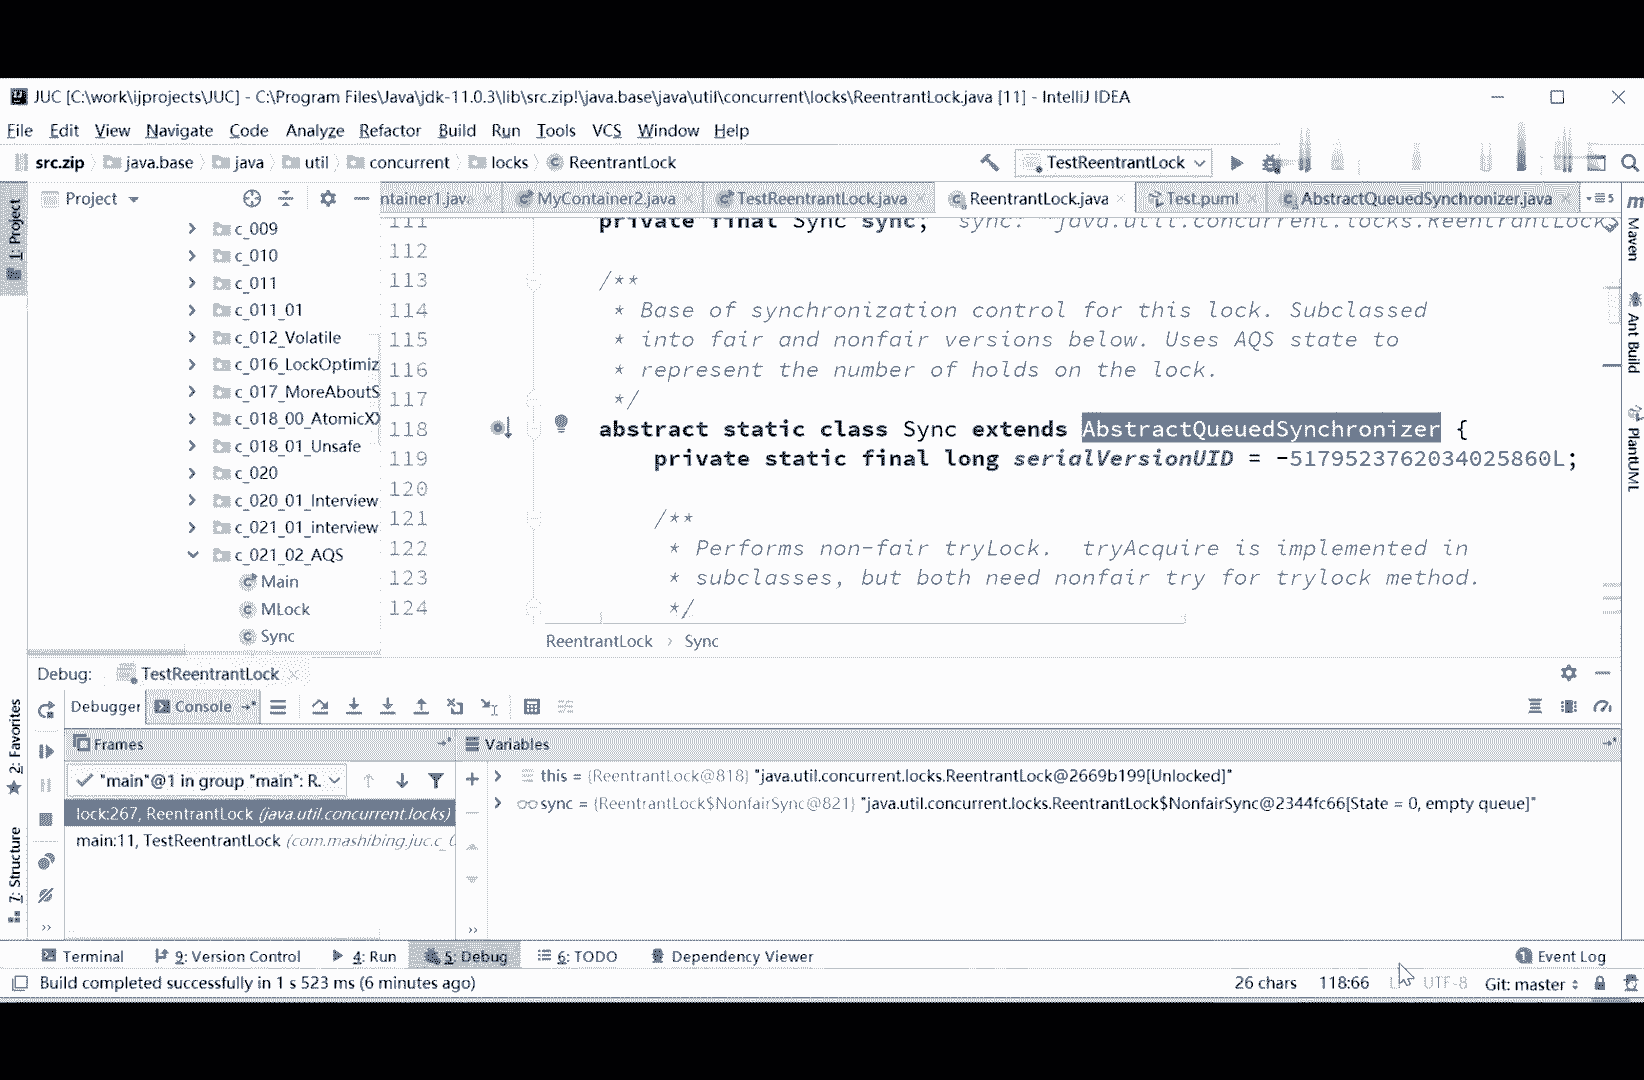 JUC [C:\work\ijprojects\JUC] - C:\Program Files\Java\jdk-11.0.3\lib\src.zip!\java.base\java\util\concurrent\locks\ReentrantLock.java [11] - IntelliJ IDEA
File Edit View Navigate Code Analyze Refactor Build Run Tools VCS Window Help
src.zip java.base java util concurrent locks ReentrantLock TestReentrantLock
Project
ntainer1.jav MyContainer2.java TestReentrantLock.java ReentrantLock.java Test.puml AbstractQueuedSynchronizer.java 5
1: Project
c_009
c_010
c_011
c_011_01
c_012_Volatile
c_016_LockOptimiz
c_017_MoreAboutS
c_018_00_AtomicXX
c_018_01_Unsafe
c_020
c_020_01_Interview
c_021_01_interview
c_021_02_AQS
Main
MLock
Sync
111 private final Sync sync; sync: "java.util.concurrent.locks.ReentrantLock$
112
113 /**
114 * Base of synchronization control for this lock. Subclassed
115 * into fair and nonfair versions below. Uses AQS state to
116 * represent the number of holds on the lock.
117 */
118 abstract static class Sync extends AbstractQueuedSynchronizer {
119 private static final long serialVersionUID = -5179523762034025860L;
120
121 /**
122 * Performs non-fair tryLock.  tryAcquire is implemented in
123 * subclasses, but both need nonfair try for trylock method.
124 */
ReentrantLock › Sync
Maven
Ant Build
PlantUML
Debug: TestReentrantLock
Debugger Console
Frames
Variables
"main"@1 in group "main": R.
lock:267, ReentrantLock (java.util.concurrent.locks)
main:11, TestReentrantLock (com.mashibing.juc.c_0
this = {ReentrantLock@818} "java.util.concurrent.locks.ReentrantLock@2669b199[Unlocked]"
sync = {ReentrantLock$NonfairSync@821} "java.util.concurrent.locks.ReentrantLock$NonfairSync@2344fc66[State = 0, empty queue]"
2: Favorites
7: Structure
Terminal 9: Version Control 4: Run 5: Debug 6: TODO Dependency Viewer 1 Event Log
Build completed successfully in 1 s 523 ms (6 minutes ago) 26 chars 118:66 UTF-8 Git: master